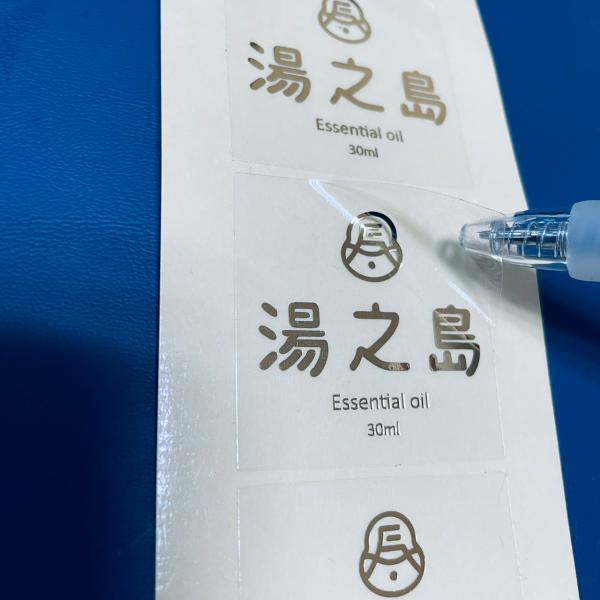 湯之島
Essential oil
30ml
湯之島
Essential oil
30ml